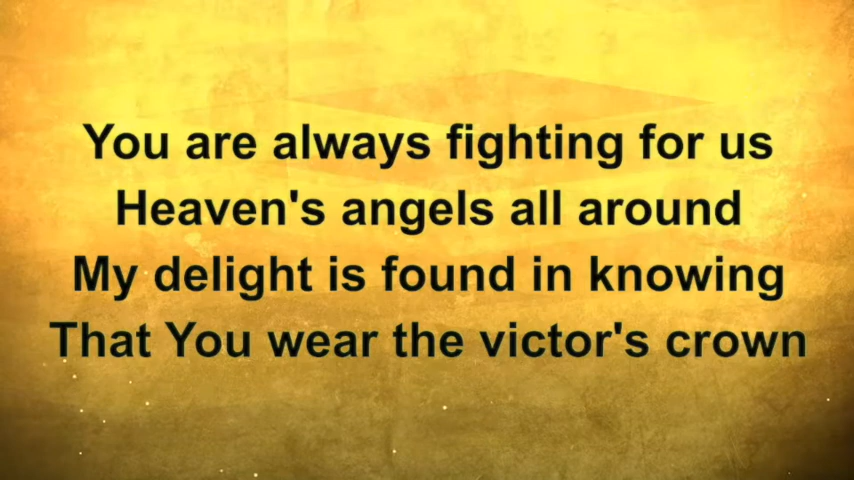 You are always fighting for us
Heaven's angels all around
My delight is found in knowing
That You wear the victor's crown